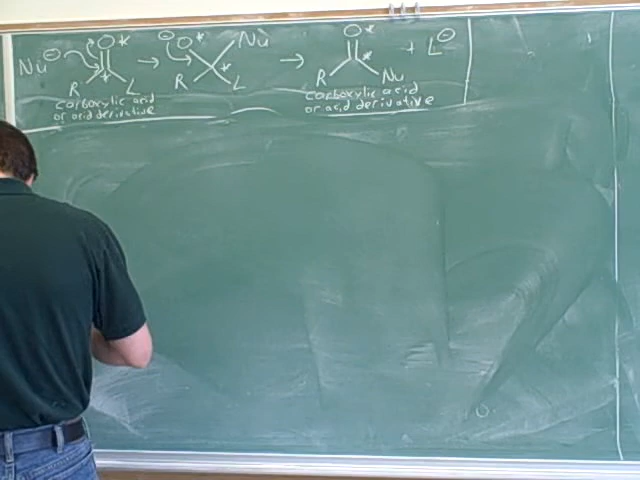 Nu⊖ O* R * L → ⊖O* Nu R * L → O* R * Nu + L⊖
carboxylic acid
or acid derivative
carboxylic acid
or acid derivative